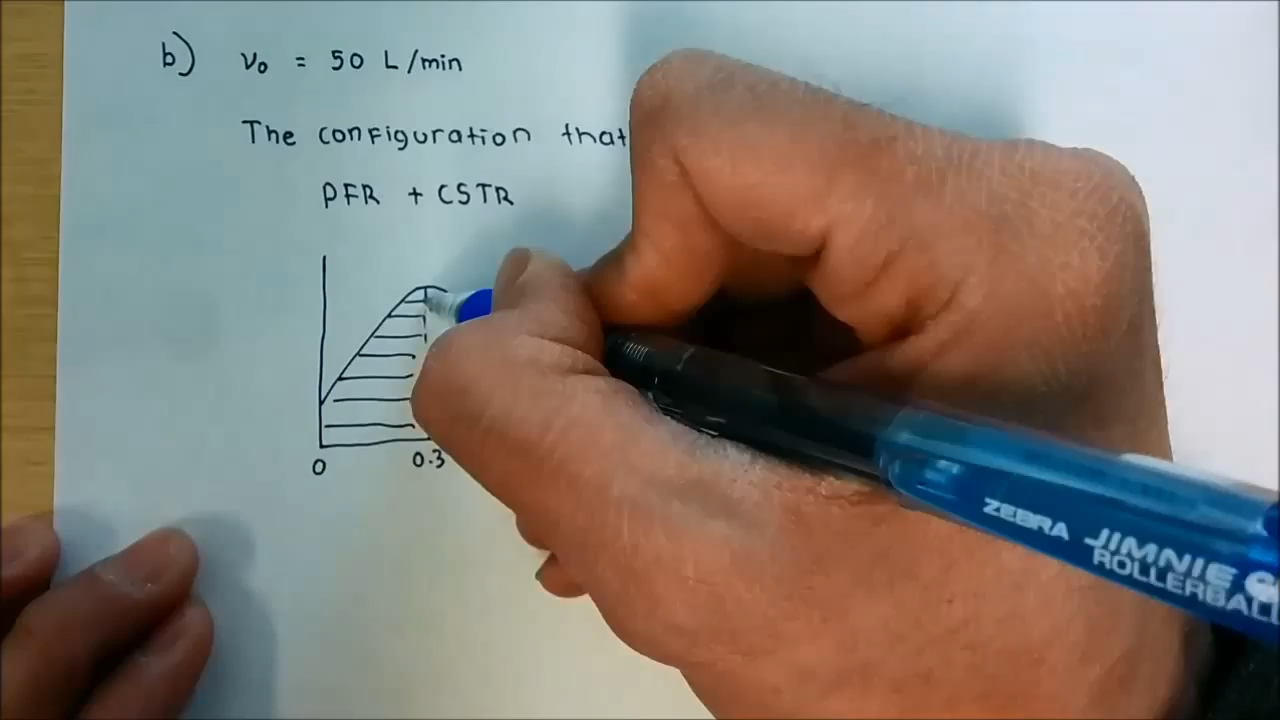 b) v₀ = 50 L/min
The configuration that
PFR + CSTR
0 0.3
ZEBRA JIMNIE
ROLLERBALL